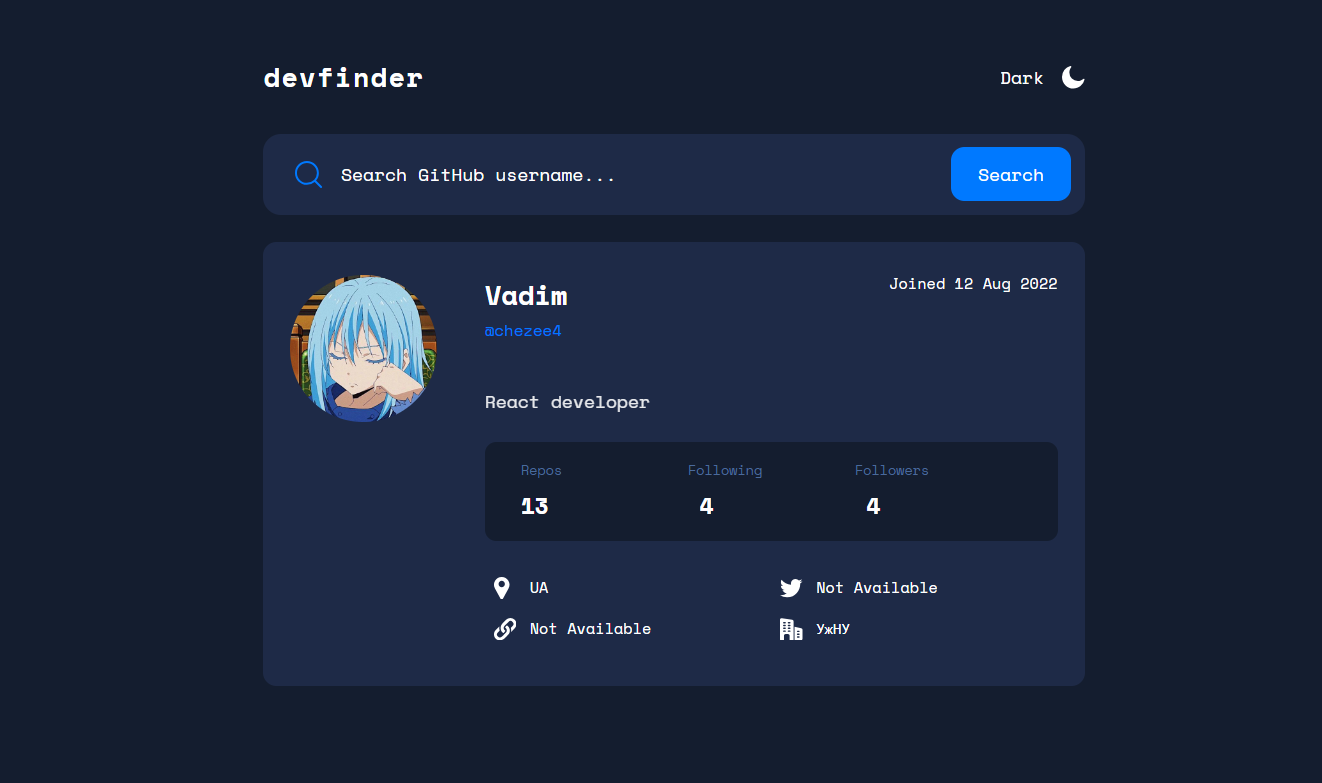 devfinder
Dark
Search GitHub username...
Search
Vadim
Joined 12 Aug 2022
@chezee4
React developer
Repos Following Followers
13 4 4
UA
Not Available
Not Available
УжНУ